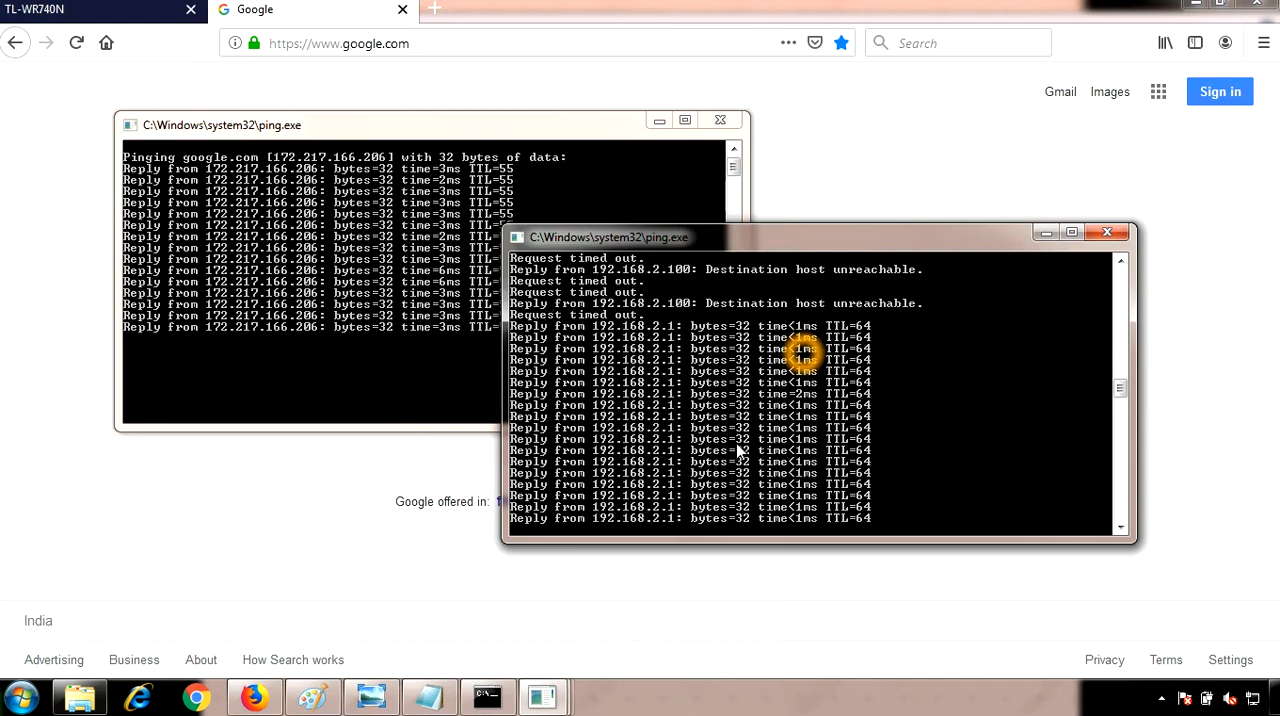 TL-WR740N
Google
https://www.google.com
Search
Gmail
Images
Sign in
C:\Windows\system32\ping.exe
Pinging google.com [172.217.166.206] with 32 bytes of data:
Reply from 172.217.166.206: bytes=32 time=3ms TTL=55
Reply from 172.217.166.206: bytes=32 time=2ms TTL=55
Reply from 172.217.166.206: bytes=32 time=3ms TTL=55
Reply from 172.217.166.206: bytes=32 time=3ms TTL=55
Reply from 172.217.166.206: bytes=32 time=3ms TTL=55
Reply from 172.217.166.206: bytes=32 time=3ms
Reply from 172.217.166.206: bytes=32 time=2ms TTL=
Reply from 172.217.166.206: bytes=32 time=3ms TTL=
Reply from 172.217.166.206: bytes=32 time=3ms TTL=
Reply from 172.217.166.206: bytes=32 time=6ms TTL=
Reply from 172.217.166.206: bytes=32 time=6ms TTL=
Reply from 172.217.166.206: bytes=32 time=3ms TTL=
Reply from 172.217.166.206: bytes=32 time=3ms TTL=
Reply from 172.217.166.206: bytes=32 time=3ms TTL=
Reply from 172.217.166.206: bytes=32 time=3ms TTL=
C:\Windows\system32\ping.exe
Request timed out.
Reply from 192.168.2.100: Destination host unreachable.
Request timed out.
Request timed out.
Reply from 192.168.2.100: Destination host unreachable.
Request timed out.
Reply from 192.168.2.1: bytes=32 time<1ms TTL=64
Reply from 192.168.2.1: bytes=32 time<1ms TTL=64
Reply from 192.168.2.1: bytes=32 time<1ms TTL=64
Reply from 192.168.2.1: bytes=32 time<1ms TTL=64
Reply from 192.168.2.1: bytes=32 time<1ms TTL=64
Reply from 192.168.2.1: bytes=32 time<1ms TTL=64
Reply from 192.168.2.1: bytes=32 time=2ms TTL=64
Reply from 192.168.2.1: bytes=32 time<1ms TTL=64
Reply from 192.168.2.1: bytes=32 time<1ms TTL=64
Reply from 192.168.2.1: bytes=32 time<1ms TTL=64
Reply from 192.168.2.1: bytes=32 time<1ms TTL=64
Reply from 192.168.2.1: bytes=32 time<1ms TTL=64
Reply from 192.168.2.1: bytes=32 time<1ms TTL=64
Reply from 192.168.2.1: bytes=32 time<1ms TTL=64
Reply from 192.168.2.1: bytes=32 time<1ms TTL=64
Reply from 192.168.2.1: bytes=32 time<1ms TTL=64
Reply from 192.168.2.1: bytes=32 time<1ms TTL=64
Reply from 192.168.2.1: bytes=32 time<1ms TTL=64
Google offered in:
India
Advertising
Business
About
How Search works
Privacy
Terms
Settings